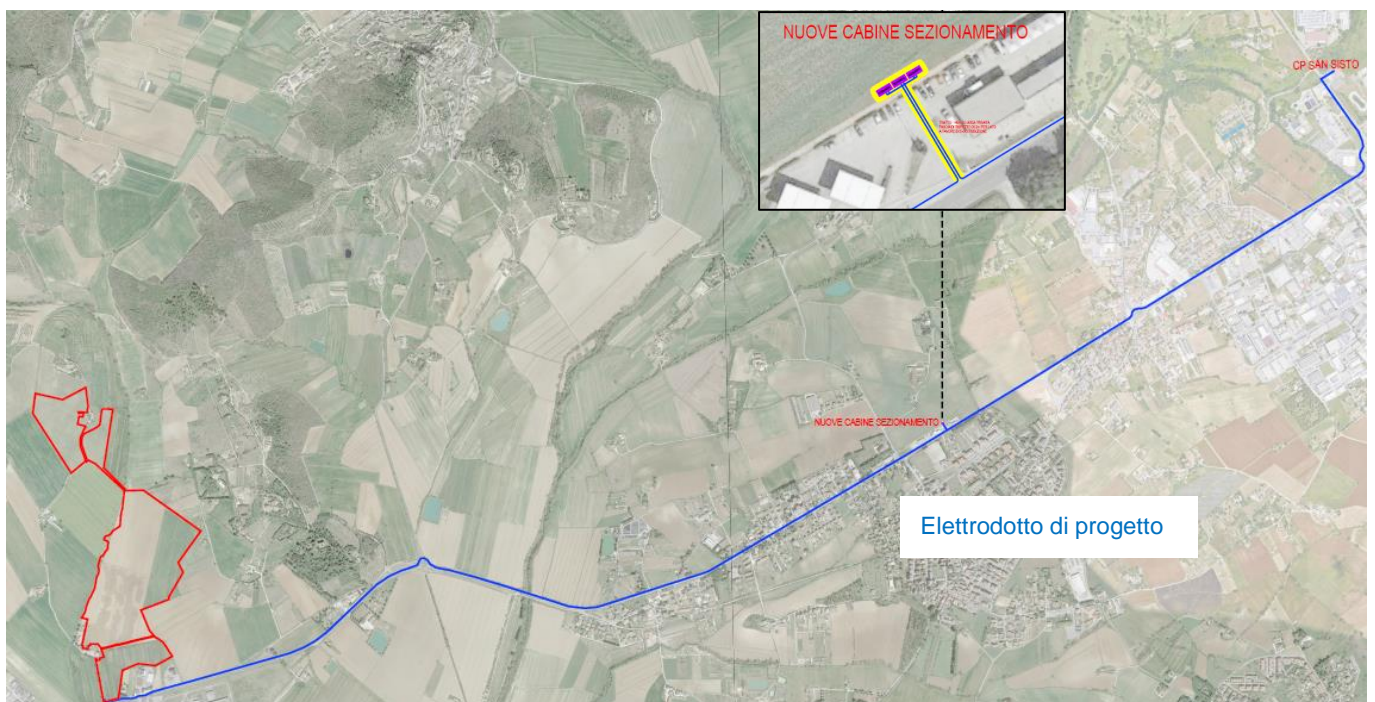 NUOVE CABINE SEZIONAMENTO
CP SAN SISTO
NUOVE CABINE SEZIONAMENTO
Elettrodotto di progetto